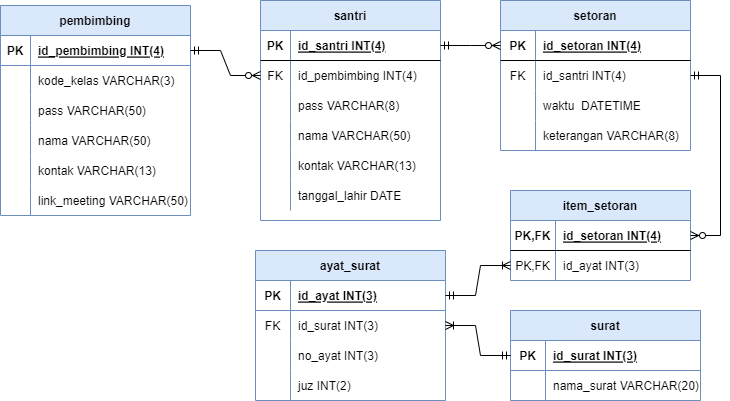 pembimbing
PK id_pembimbing INT(4)
kode_kelas VARCHAR(3)
pass VARCHAR(50)
nama VARCHAR(50)
kontak VARCHAR(13)
link_meeting VARCHAR(50)
santri
PK id_santri INT(4)
FK id_pembimbing INT(4)
pass VARCHAR(8)
nama VARCHAR(50)
kontak VARCHAR(13)
tanggal_lahir DATE
setoran
PK id_setoran INT(4)
FK id_santri INT(4)
waktu DATETIME
keterangan VARCHAR(8)
item_setoran
PK,FK id_setoran INT(4)
PK,FK id_ayat INT(3)
ayat_surat
PK id_ayat INT(3)
FK id_surat INT(3)
no_ayat INT(3)
juz INT(2)
surat
PK id_surat INT(3)
nama_surat VARCHAR(20)